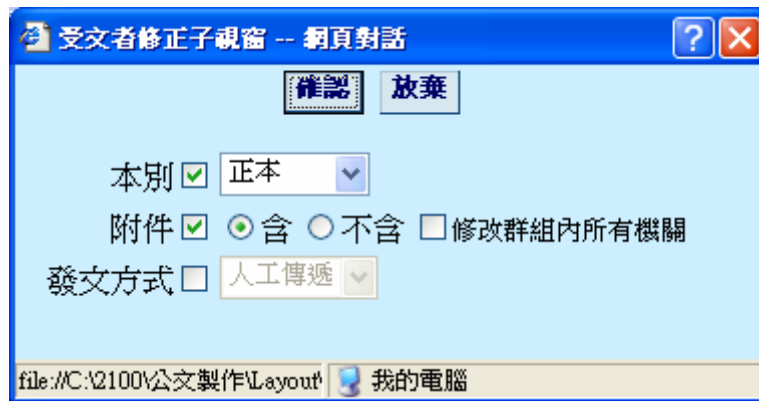 受文者修正子視窗 -- 網頁對話
確認 放棄
本別 正本
附件 含 不含 修改群組內所有機關
發文方式 人工傳遞
file://C:\2100\公文製作\Layout\ 我的電腦